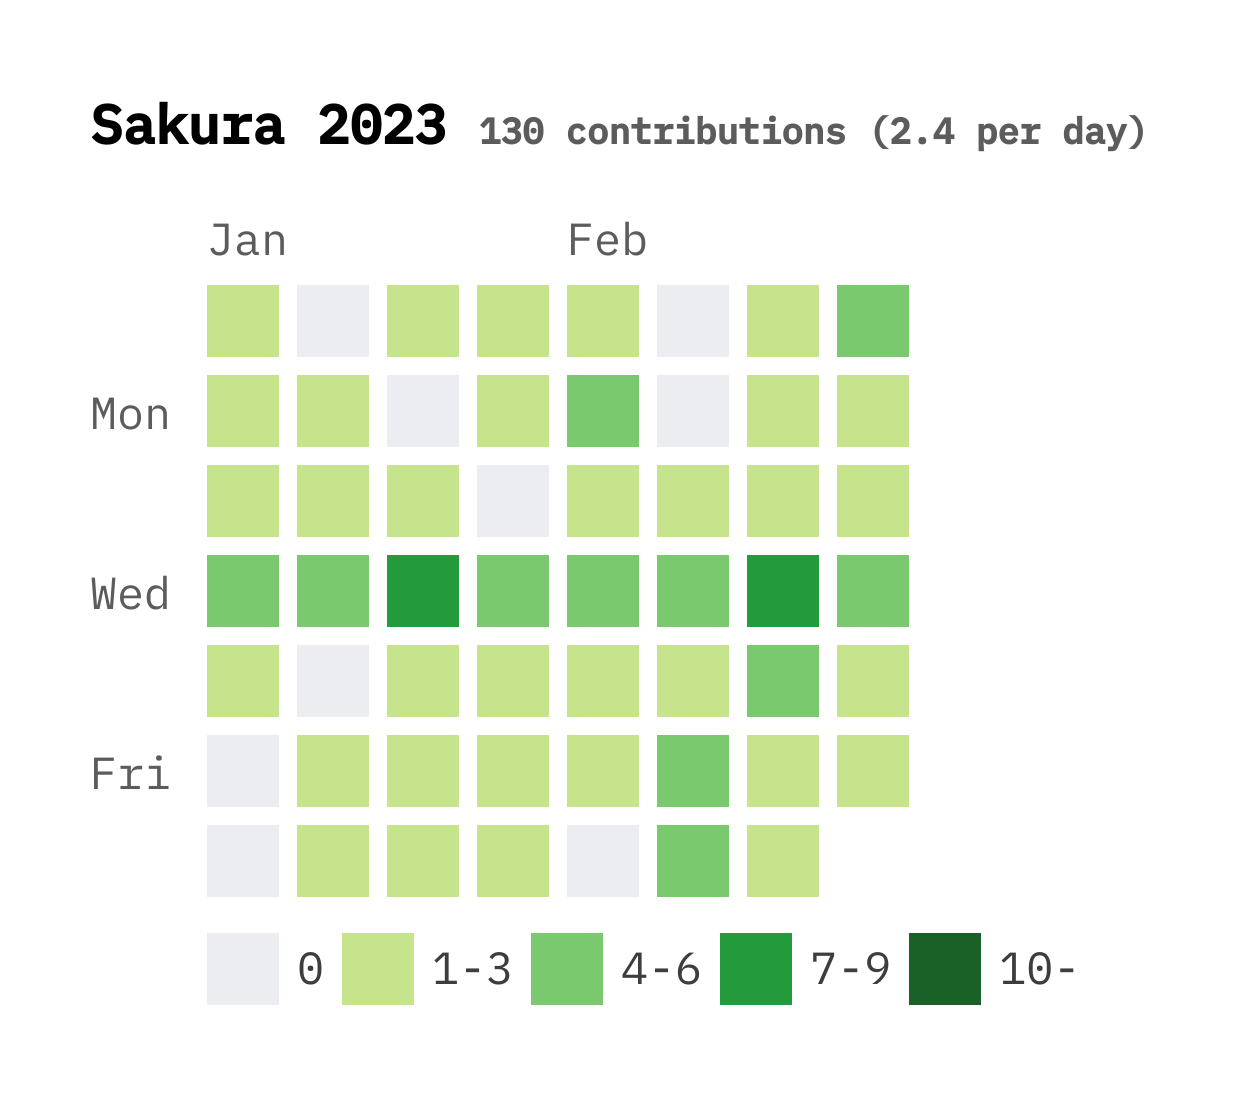 Sakura 2023 130 contributions (2.4 per day)
Jan Feb
Mon
Wed
Fri
0 1-3 4-6 7-9 10-